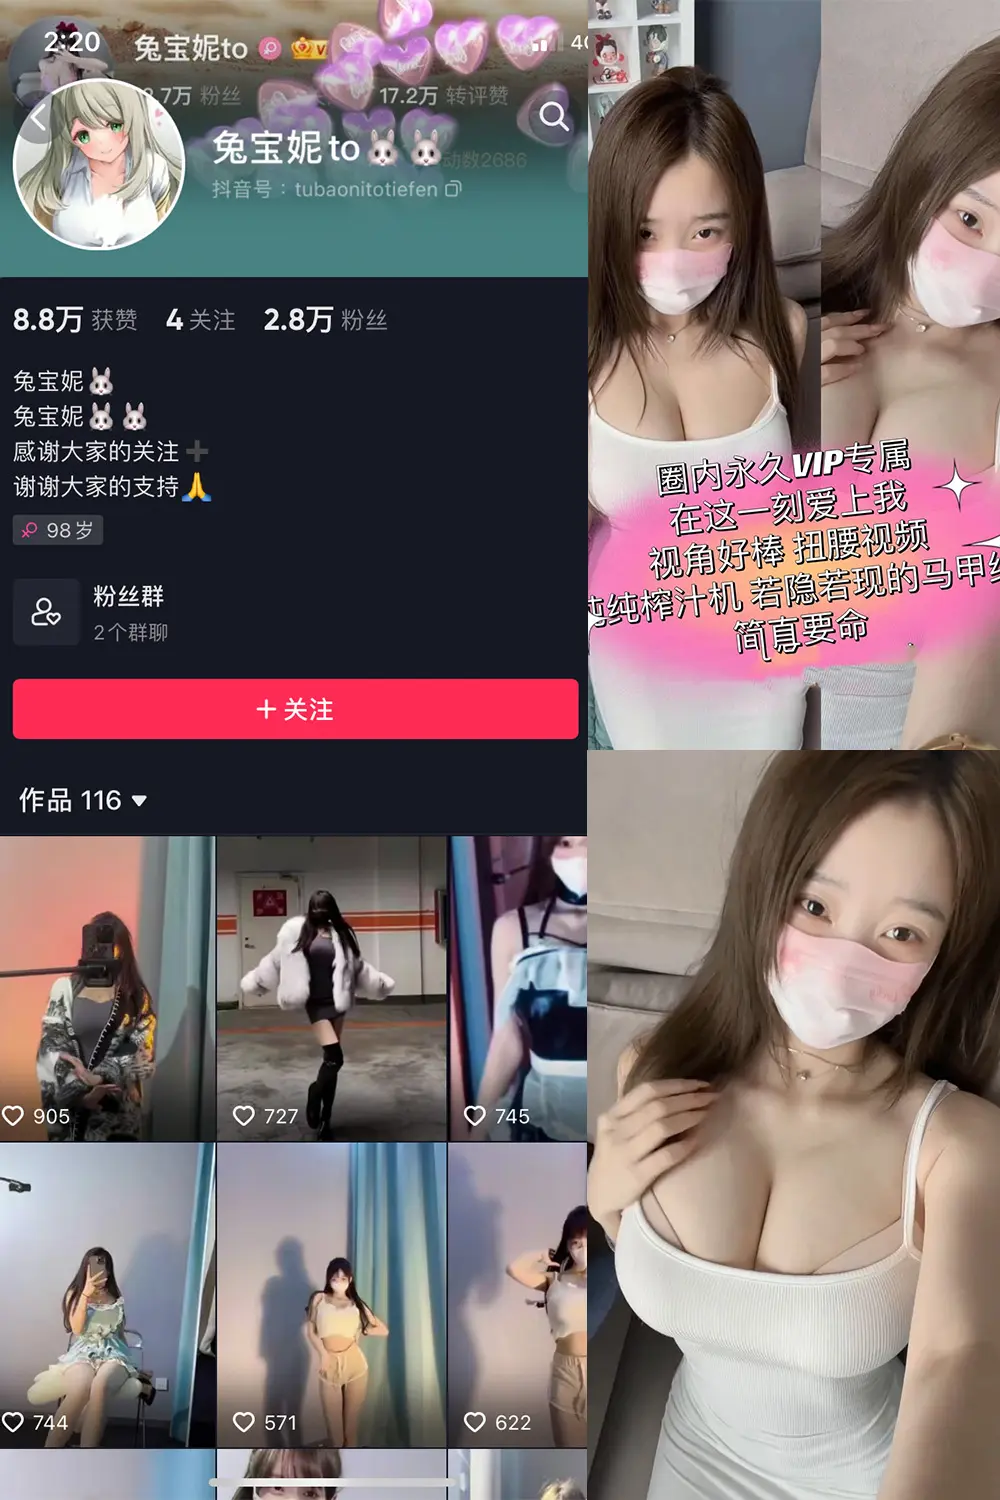 2:20
兔宝妮to
4G
.7万 粉丝
17.2万 转评赞
兔宝妮to
动数2686
抖音号：tubaonitotiefen
8.8万 获赞 4 关注 2.8万 粉丝
兔宝妮
兔宝妮
感谢大家的关注➕
谢谢大家的支持🙏
98岁
粉丝群
2个群聊
+ 关注
作品 116
905
727
745
744
571
622
圈内永久VIP专属
在这一刻爱上我
视角好棒 扭腰视频
纯纯榨汁机 若隐若现的马甲线
简直要命